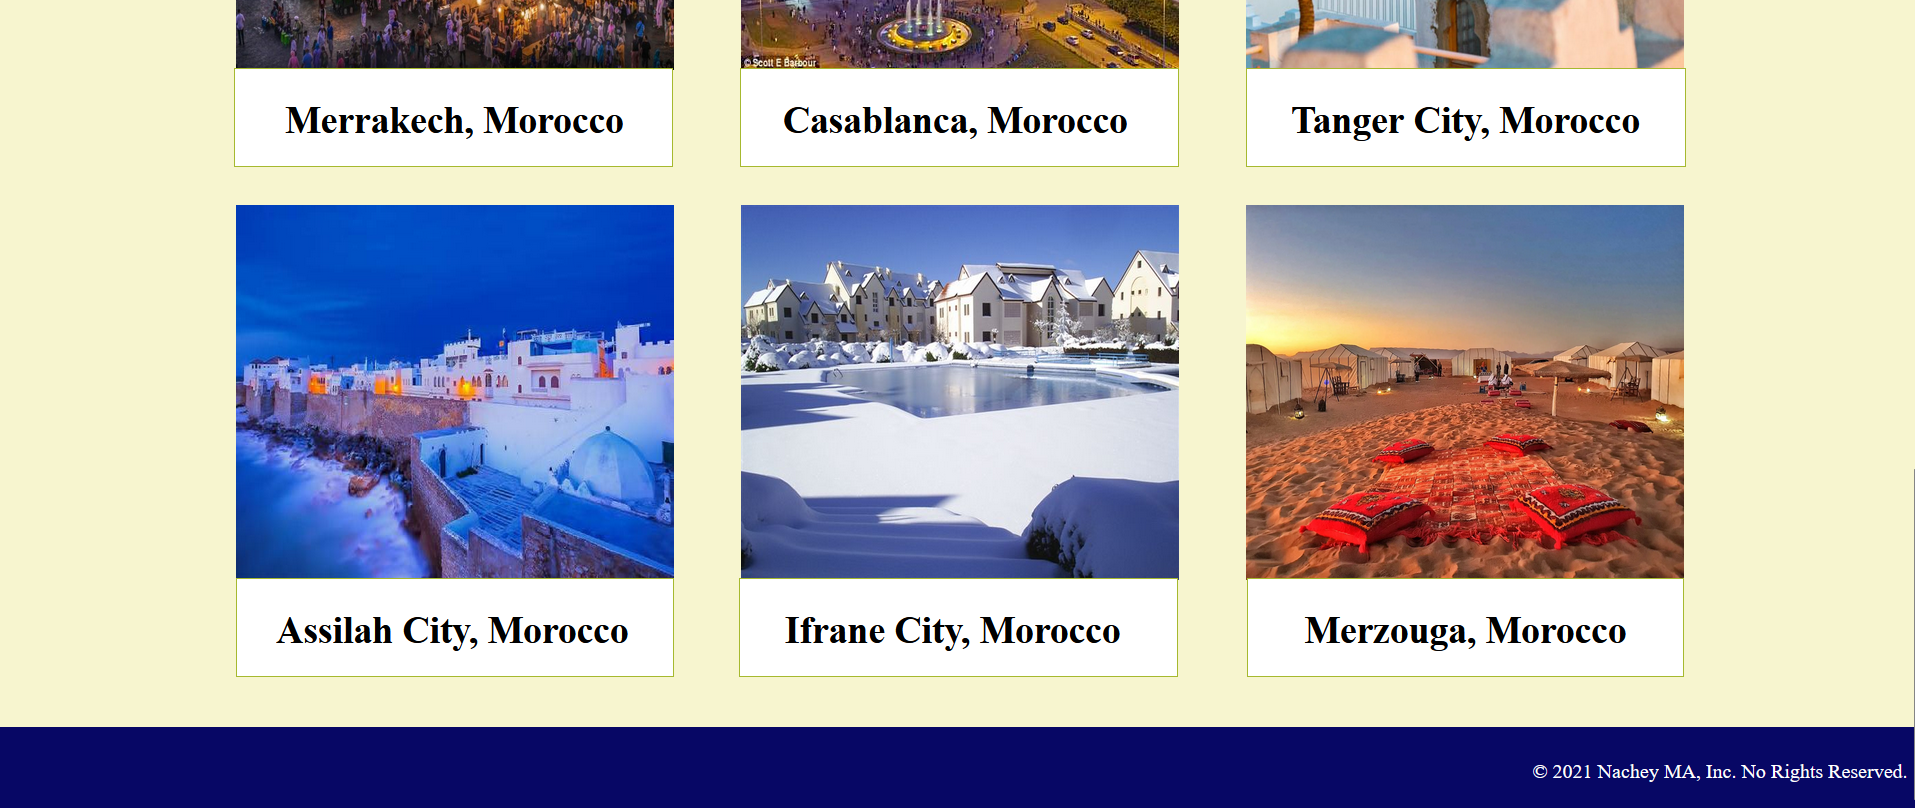 © Scott E Barbour
Merrakech, Morocco
Casablanca, Morocco
Tanger City, Morocco
Assilah City, Morocco
Ifrane City, Morocco
Merzouga, Morocco
© 2021 Nachey MA, Inc. No Rights Reserved.